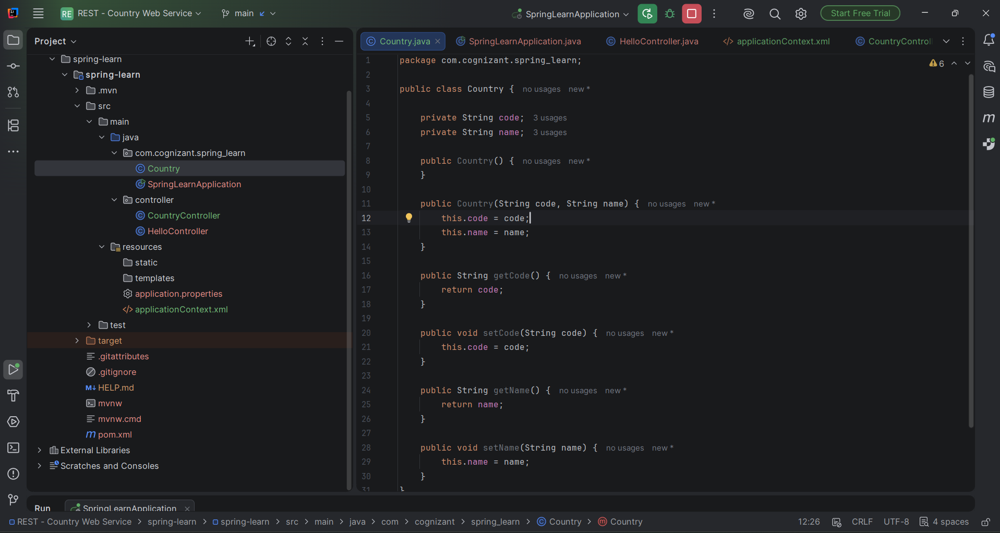 RE REST - Country Web Service main
SpringLearnApplication
Start Free Trial
Project
spring-learn
spring-learn
.mvn
src
main
java
com.cognizant.spring_learn
Country
SpringLearnApplication
controller
CountryController
HelloController
resources
static
templates
application.properties
applicationContext.xml
test
target
.gitattributes
.gitignore
M↓ HELP.md
mvnw
mvnw.cmd
m pom.xml
External Libraries
Scratches and Consoles
Country.java SpringLearnApplication.java HelloController.java applicationContext.xml CountryControl
6
1 package com.cognizant.spring_learn;
2
3 public class Country { no usages new *
4
5 private String code; 3 usages
6 private String name; 3 usages
7
8 public Country() { no usages new *
9 }
10
11 public Country(String code, String name) { no usages new *
12 this.code = code;
13 this.name = name;
14 }
15
16 public String getCode() { no usages new *
17 return code;
18 }
19
20 public void setCode(String code) { no usages new *
21 this.code = code;
22 }
23
24 public String getName() { no usages new *
25 return name;
26 }
27
28 public void setName(String name) { no usages new *
29 this.name = name;
30 }
31 }
Run SpringLearnApplication
REST - Country Web Service > spring-learn > spring-learn > src > main > java > com > cognizant > spring_learn > Country > Country
12:26 CRLF UTF-8 4 spaces